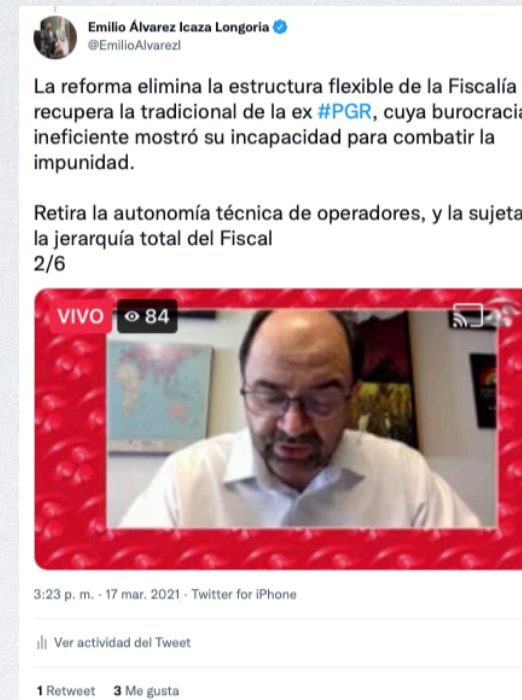 Emilio Álvarez Icaza Longoria
@EmilioAlvarezI
La reforma elimina la estructura flexible de la Fiscalía
recupera la tradicional de la ex #PGR, cuya burocracia
ineficiente mostró su incapacidad para combatir la
impunidad.
Retira la autonomía técnica de operadores, y la sujeta
la jerarquía total del Fiscal
2/6
VIVO 84
3:23 p. m. · 17 mar. 2021 · Twitter for iPhone
Ver actividad del Tweet
1 Retweet 3 Me gusta